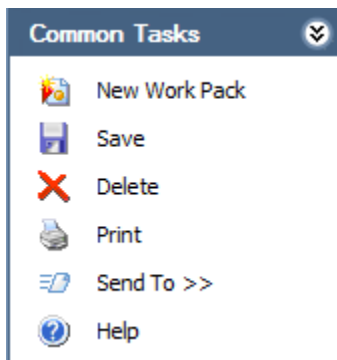 Common Tasks
New Work Pack
Save
Delete
Print
Send To >>
Help